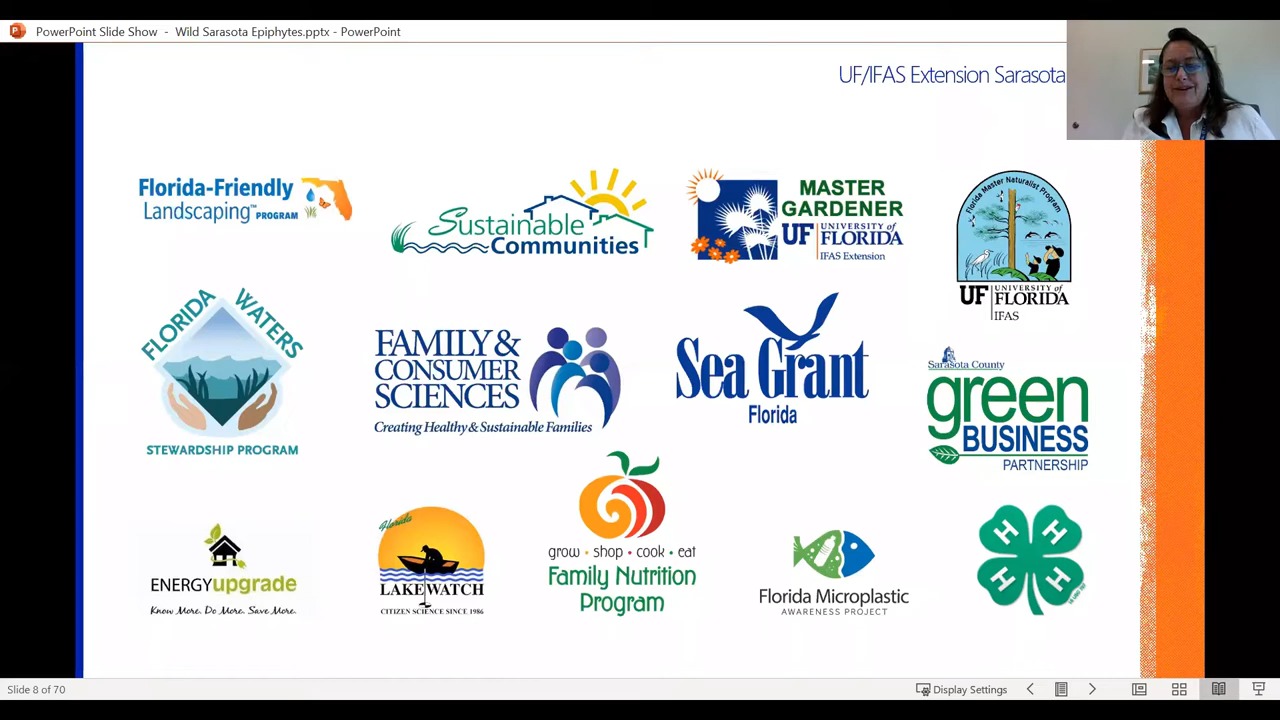 PowerPoint Slide Show - Wild Sarasota Epiphytes.pptx - PowerPoint
UF/IFAS Extension Sarasota
Florida-Friendly
Landscaping™ PROGRAM
Sustainable
Communities
MASTER
GARDENER
UF UNIVERSITY of
FLORIDA
IFAS Extension
Florida Master Naturalist Program
UF UNIVERSITY of
FLORIDA
IFAS
FLORIDA WATERS
STEWARDSHIP PROGRAM
FAMILY &
CONSUMER
SCIENCES
Creating Healthy & Sustainable Families
Sea Grant
Florida
Sarasota County
green
BUSINESS
PARTNERSHIP
ENERGYupgrade
Know More. Do More. Save More.
Florida
LAKEWATCH
CITIZEN SCIENCE SINCE 1986
grow • shop • cook • eat
Family Nutrition
Program
Florida Microplastic
AWARENESS PROJECT
H H
H H
Slide 8 of 70
Display Settings